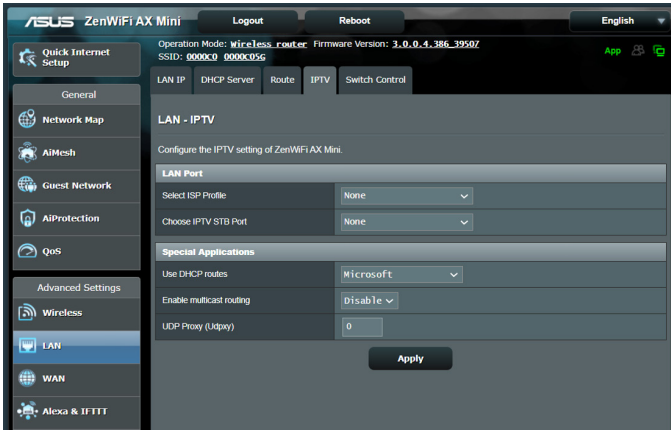 ASUS ZenWiFi AX Mini Logout Reboot English
Quick Internet Setup
Operation Mode: Wireless router Firmware Version: 3.0.0.4.386_39507
SSID: 0000C0 0000C05G
App
LAN IP DHCP Server Route IPTV Switch Control
General
Network Map
AiMesh
Guest Network
AiProtection
QoS
Advanced Settings
Wireless
LAN
WAN
Alexa & IFTTT
LAN - IPTV
Configure the IPTV setting of ZenWiFi AX Mini.
LAN Port
Select ISP Profile None
Choose IPTV STB Port None
Special Applications
Use DHCP routes Microsoft
Enable multicast routing Disable
UDP Proxy (Udpxy) 0
Apply